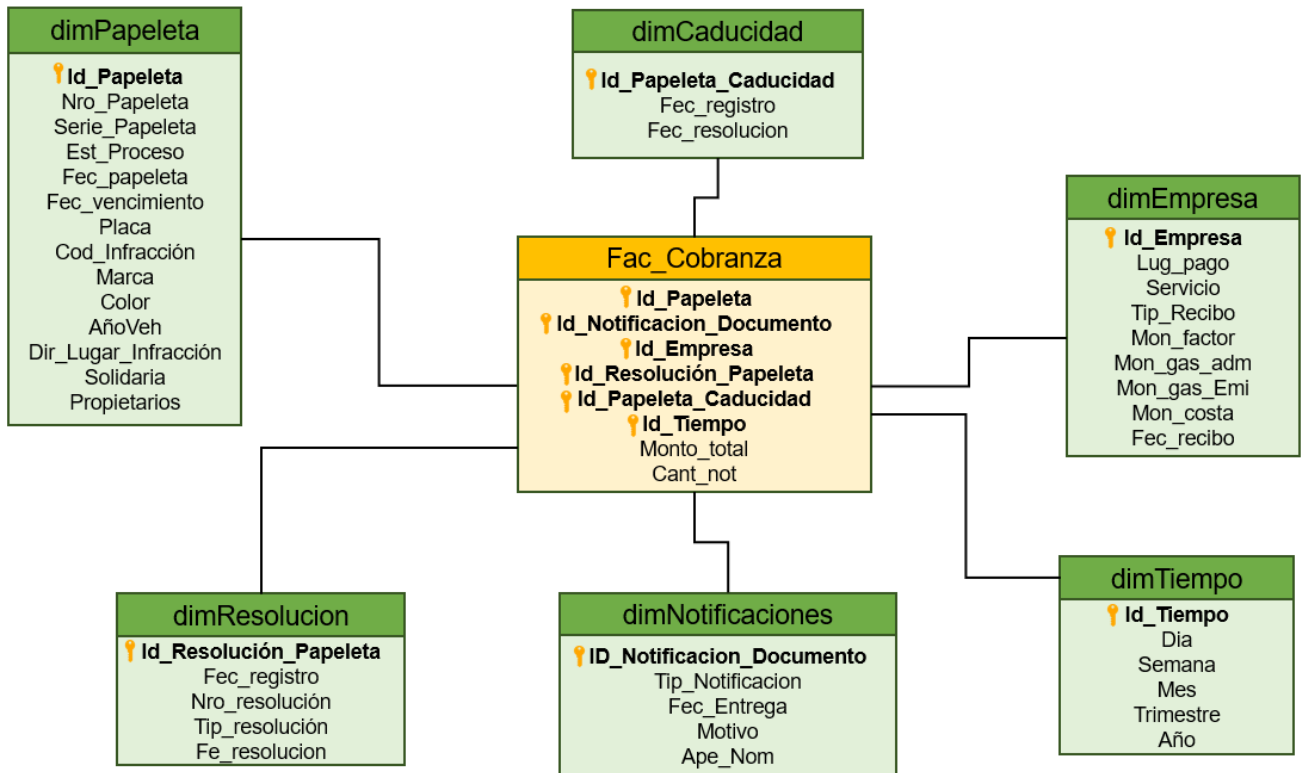 dimPapeleta
Id_Papeleta
Nro_Papeleta
Serie_Papeleta
Est_Proceso
Fec_papeleta
Fec_vencimiento
Placa
Cod_Infracción
Marca
Color
AñoVeh
Dir_Lugar_Infracción
Solidaria
Propietarios
dimCaducidad
Id_Papeleta_Caducidad
Fec_registro
Fec_resolucion
dimEmpresa
Id_Empresa
Lug_pago
Servicio
Tip_Recibo
Mon_factor
Mon_gas_adm
Mon_gas_Emi
Mon_costa
Fec_recibo
Fac_Cobranza
Id_Papeleta
Id_Notificacion_Documento
Id_Empresa
Id_Resolución_Papeleta
Id_Papeleta_Caducidad
Id_Tiempo
Monto_total
Cant_not
dimResolucion
Id_Resolución_Papeleta
Fec_registro
Nro_resolución
Tip_resolución
Fe_resolucion
dimNotificaciones
ID_Notificacion_Documento
Tip_Notificacion
Fec_Entrega
Motivo
Ape_Nom
dimTiempo
Id_Tiempo
Dia
Semana
Mes
Trimestre
Año